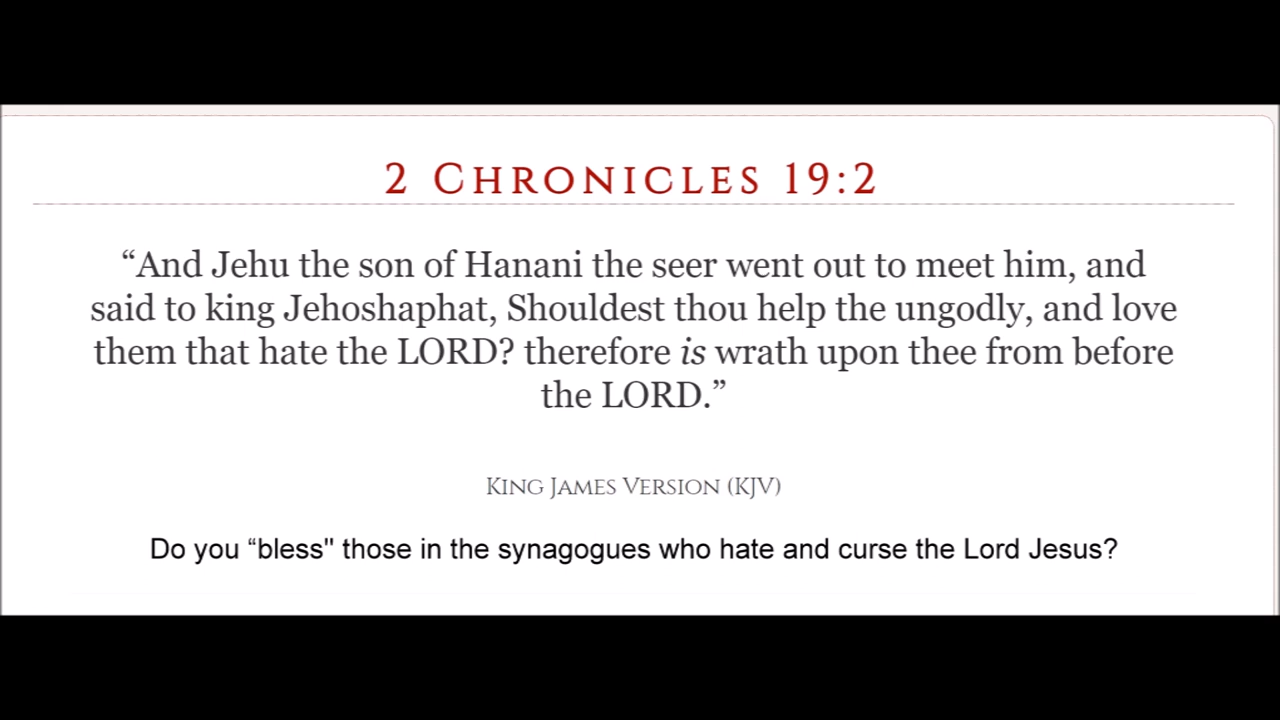 2 Chronicles 19:2
“And Jehu the son of Hanani the seer went out to meet him, and
said to king Jehoshaphat, Shouldest thou help the ungodly, and love
them that hate the LORD? therefore is wrath upon thee from before
the LORD.”
King James Version (KJV)
Do you “bless" those in the synagogues who hate and curse the Lord Jesus?